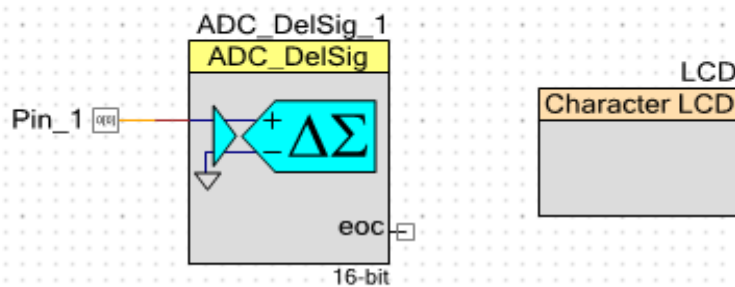 ADC_DelSig_1
ADC_DelSig
Pin_1
+
ΔΣ
−
eoc
16-bit
LCD
Character LCD